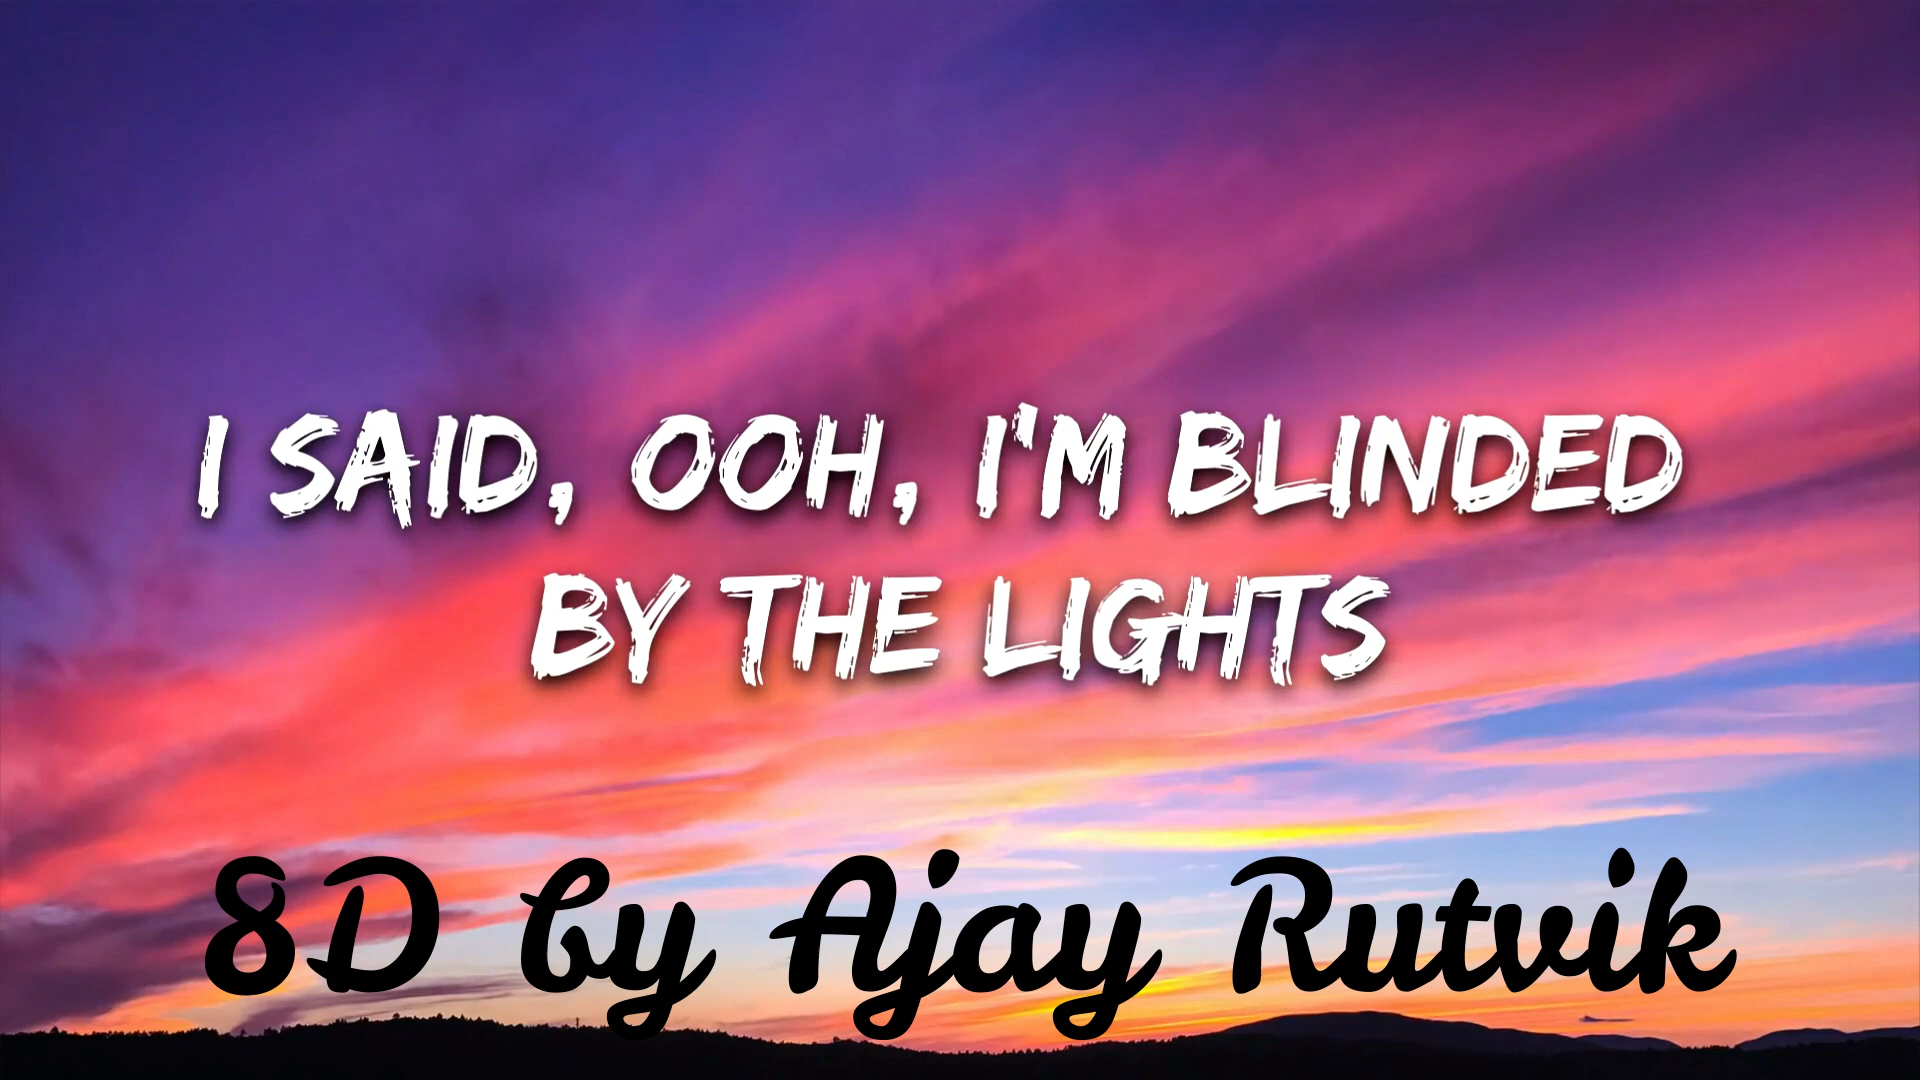 I SAID, OOH, I'M BLINDED
BY THE LIGHTS
8D by Ajay Rutvik